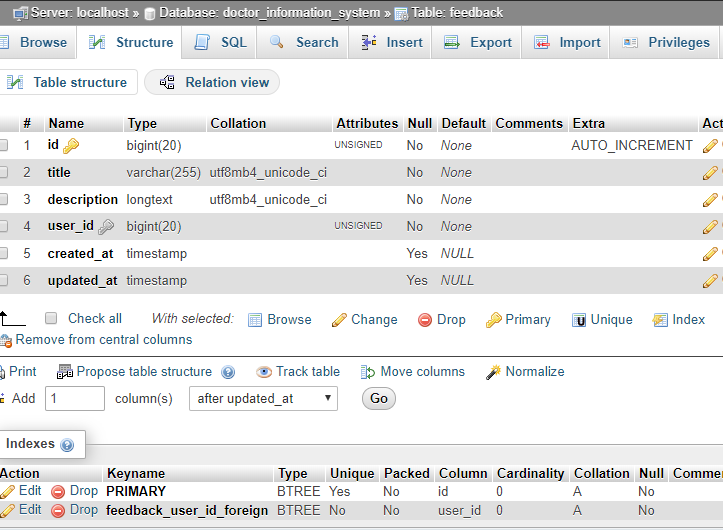 Server: localhost » Database: doctor_information_system » Table: feedback
Browse Structure SQL Search Insert Export Import Privileges
Table structure Relation view
# Name Type Collation Attributes Null Default Comments Extra
1 id bigint(20) UNSIGNED No None AUTO_INCREMENT
2 title varchar(255) utf8mb4_unicode_ci No None
3 description longtext utf8mb4_unicode_ci No None
4 user_id bigint(20) UNSIGNED No None
5 created_at timestamp Yes NULL
6 updated_at timestamp Yes NULL
Check all With selected: Browse Change Drop Primary Unique Index
Remove from central columns
Print Propose table structure Track table Move columns Normalize
Add 1 column(s) after updated_at Go
Indexes
Action Keyname Type Unique Packed Column Cardinality Collation Null
Edit Drop PRIMARY BTREE Yes No id 0 A No
Edit Drop feedback_user_id_foreign BTREE No No user_id 0 A No